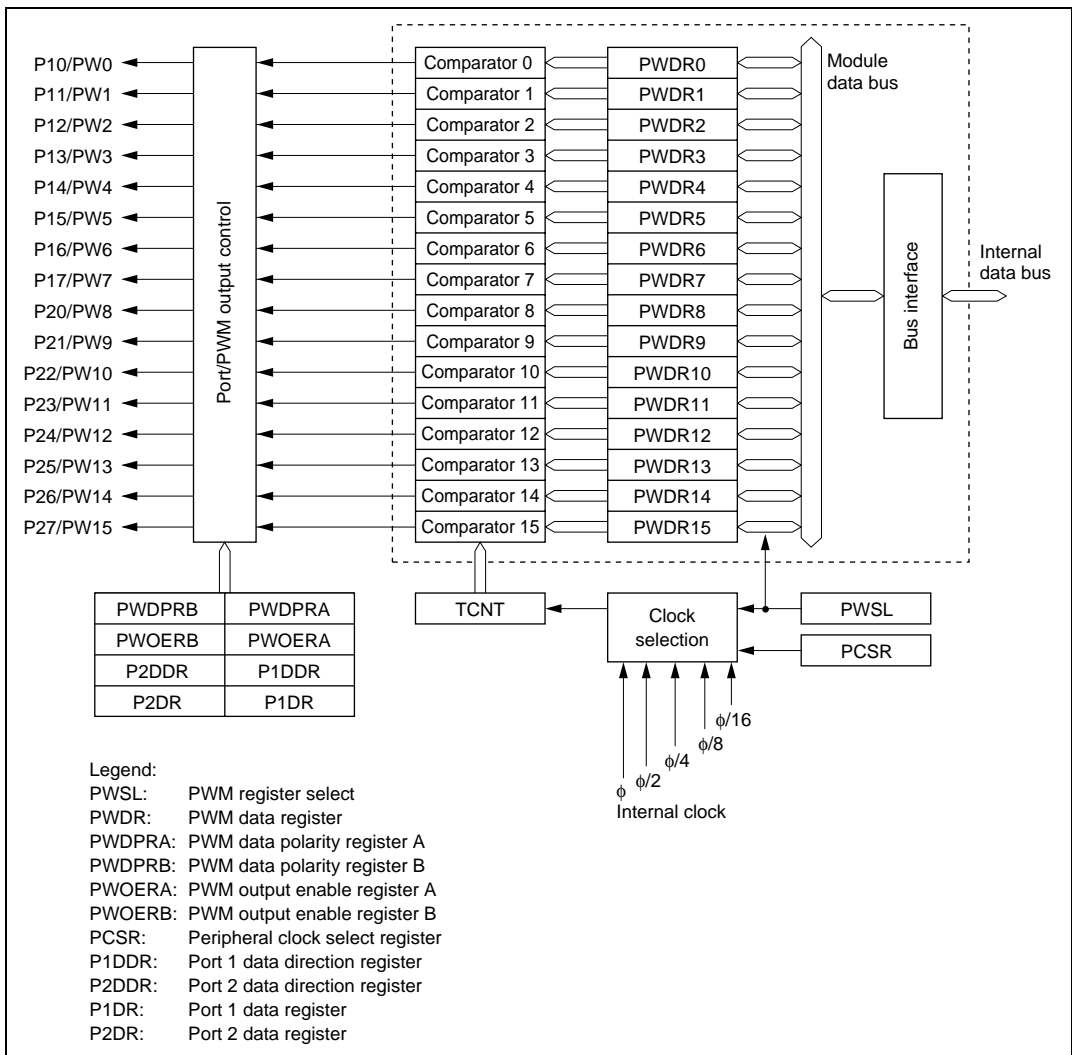 P10/PW0
P11/PW1
P12/PW2
P13/PW3
P14/PW4
P15/PW5
P16/PW6
P17/PW7
P20/PW8
P21/PW9
P22/PW10
P23/PW11
P24/PW12
P25/PW13
P26/PW14
P27/PW15
Port/PWM output control
Comparator 0
Comparator 1
Comparator 2
Comparator 3
Comparator 4
Comparator 5
Comparator 6
Comparator 7
Comparator 8
Comparator 9
Comparator 10
Comparator 11
Comparator 12
Comparator 13
Comparator 14
Comparator 15
PWDR0
PWDR1
PWDR2
PWDR3
PWDR4
PWDR5
PWDR6
PWDR7
PWDR8
PWDR9
PWDR10
PWDR11
PWDR12
PWDR13
PWDR14
PWDR15
Module
data bus
Bus interface
Internal
data bus
PWDPRB PWDPRA
PWOERB PWOERA
P2DDR P1DDR
P2DR P1DR
TCNT
Clock
selection
PWSL
PCSR
ϕ/16
ϕ/8
ϕ/4
ϕ/2
ϕ
Internal clock
Legend:
PWSL: PWM register select
PWDR: PWM data register
PWDPRA: PWM data polarity register A
PWDPRB: PWM data polarity register B
PWOERA: PWM output enable register A
PWOERB: PWM output enable register B
PCSR: Peripheral clock select register
P1DDR: Port 1 data direction register
P2DDR: Port 2 data direction register
P1DR: Port 1 data register
P2DR: Port 2 data register